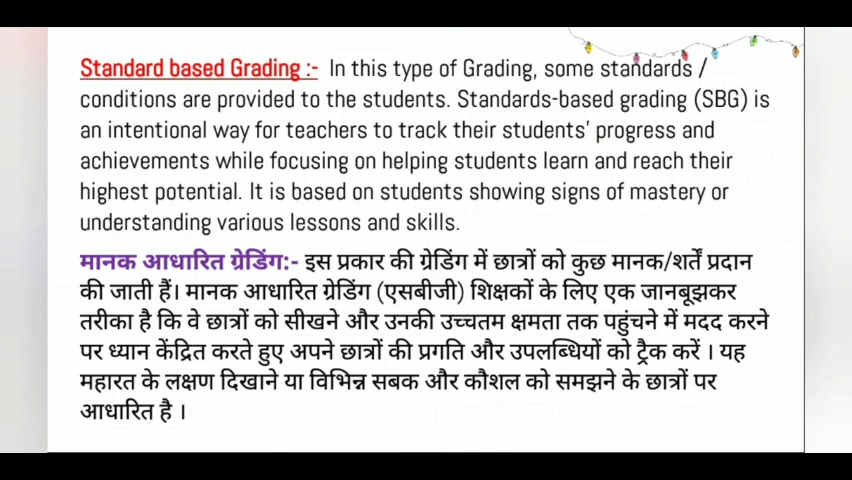 Standard based Grading :- In this type of Grading, some standards /
conditions are provided to the students. Standards-based grading (SBG) is
an intentional way for teachers to track their students' progress and
achievements while focusing on helping students learn and reach their
highest potential. It is based on students showing signs of mastery or
understanding various lessons and skills.
मानक आधारित ग्रेडिंग:- इस प्रकार की ग्रेडिंग में छात्रों को कुछ मानक/शर्तें प्रदान
की जाती हैं। मानक आधारित ग्रेडिंग (एसबीजी) शिक्षकों के लिए एक जानबूझकर
तरीका है कि वे छात्रों को सीखने और उनकी उच्चतम क्षमता तक पहुंचने में मदद करने
पर ध्यान केंद्रित करते हुए अपने छात्रों की प्रगति और उपलब्धियों को ट्रैक करें । यह
महारत के लक्षण दिखाने या विभिन्न सबक और कौशल को समझने के छात्रों पर
आधारित है ।